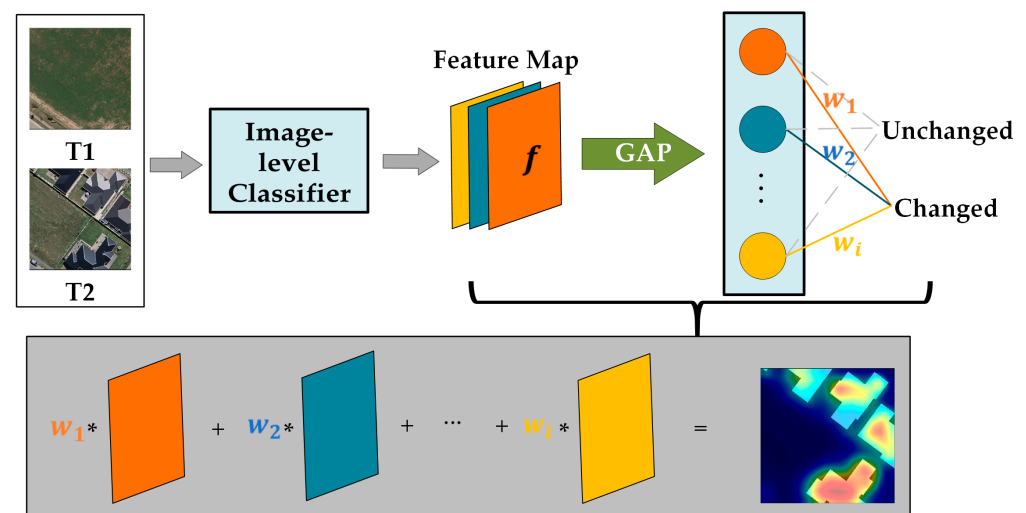 T1
T2
Image-
level
Classifier
Feature Map
f
GAP
w1
w2
wi
Unchanged
Changed
w1* + w2* + ... + wi* =